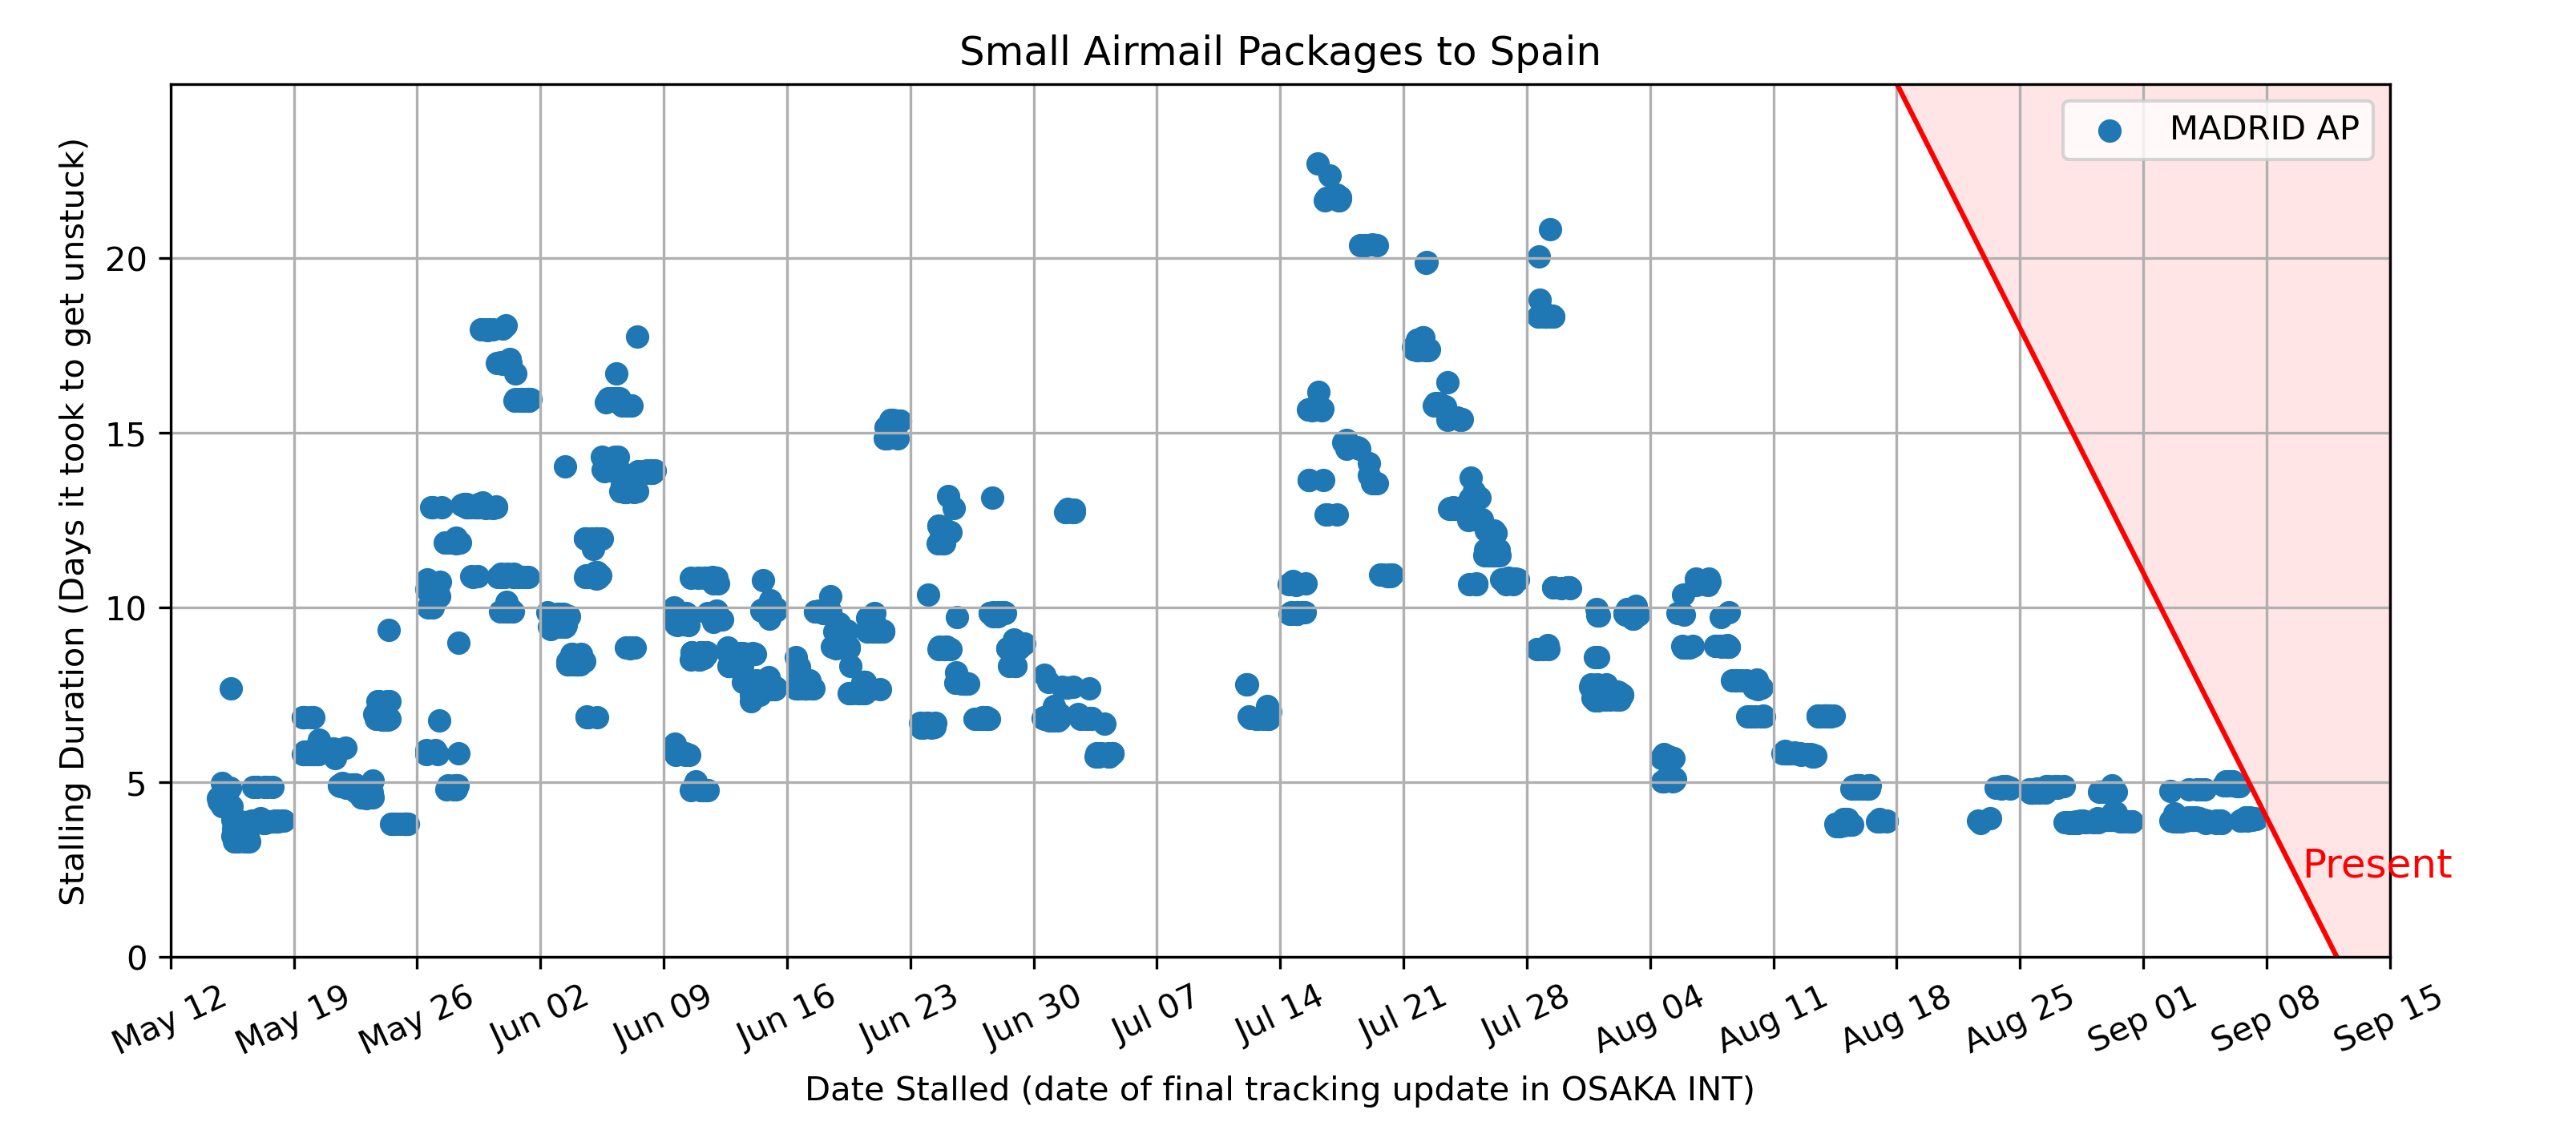 Small Airmail Packages to Spain
MADRID AP
Stalling Duration (Days it took to get unstuck)
20
15
10
5
0
Present
May 12
May 19
May 26
Jun 02
Jun 09
Jun 16
Jun 23
Jun 30
Jul 07
Jul 14
Jul 21
Jul 28
Aug 04
Aug 11
Aug 18
Aug 25
Sep 01
Sep 08
Sep 15
Date Stalled (date of final tracking update in OSAKA INT)